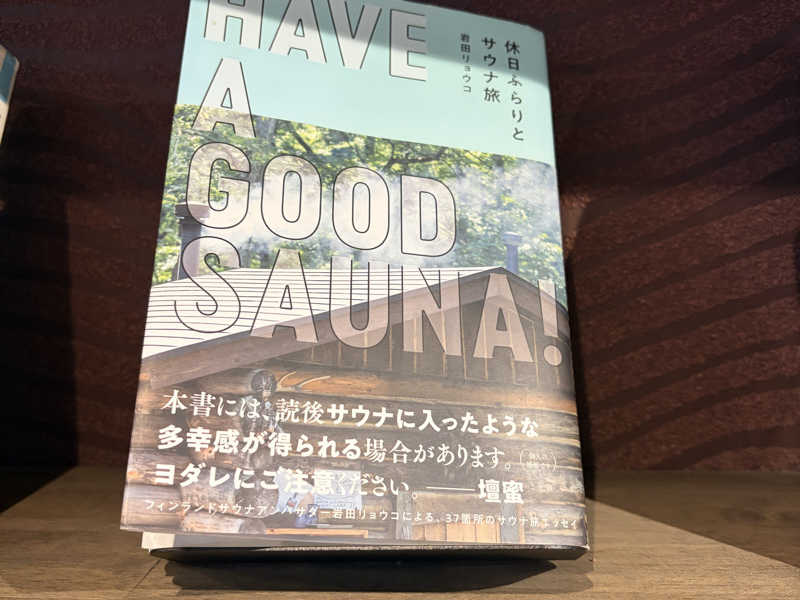 HAVE
A
GOOD
SAUNA!
休日ふらりと
サウナ旅
岩田リョウコ
本書には、読後サウナに入ったような
多幸感が得られる場合があります。
ヨダレにご注意ください。――壇蜜
フィンランドサウナアンバサダー岩田リョウコによる、37箇所のサウナ旅エッセイ